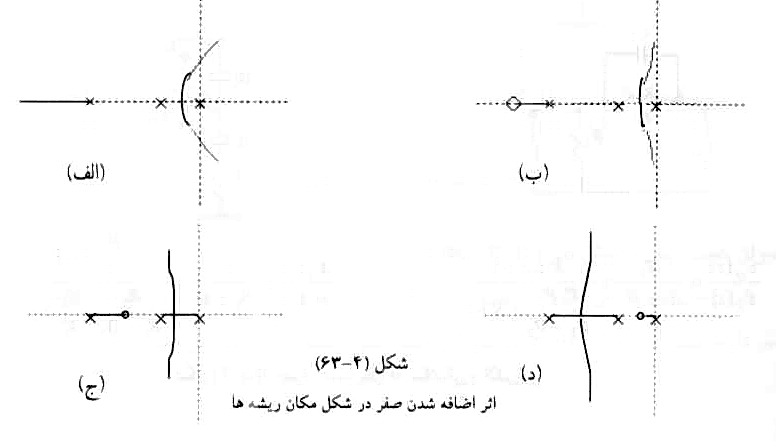 (الف)
(ب)
(ج)
(د)
شکل (۴-۶۳)
اثر اضافه شدن صفر در شکل مکان ریشه ها